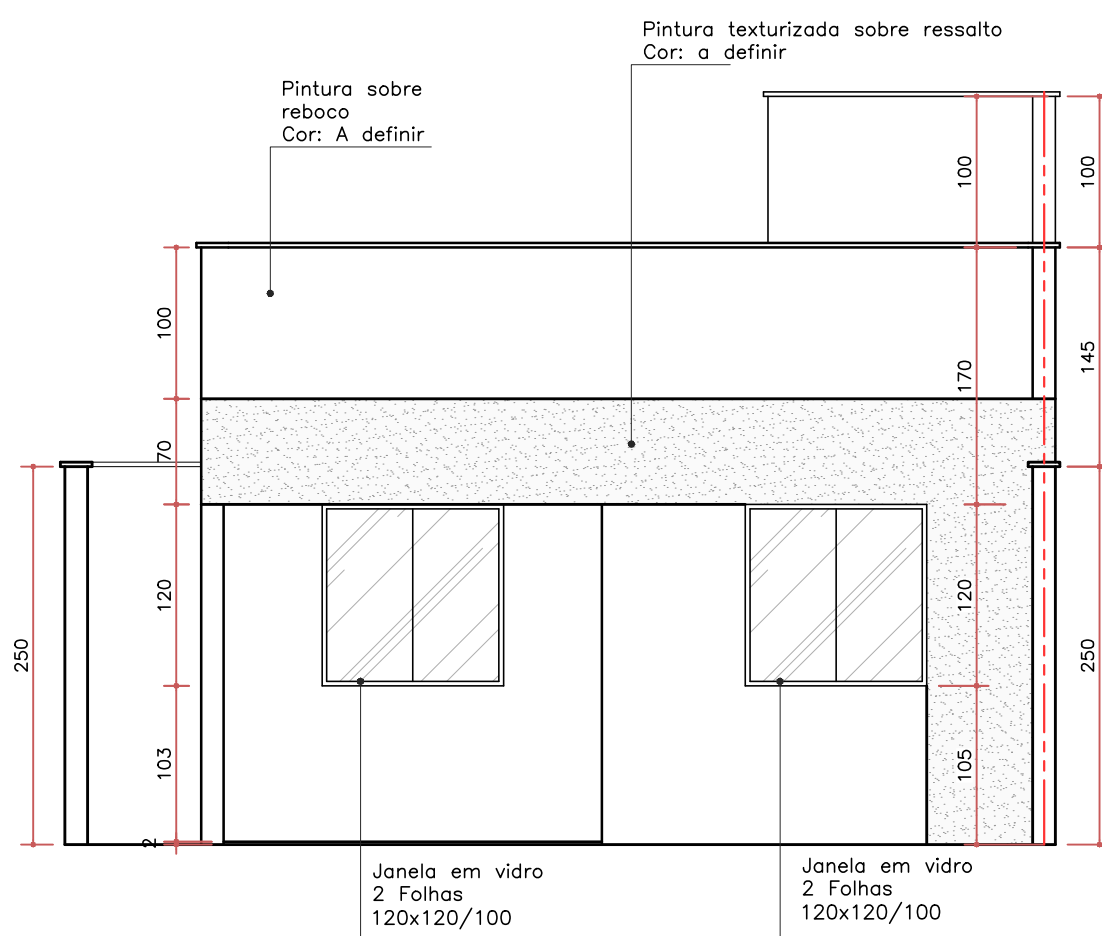 Pintura texturizada sobre ressalto
Cor: a definir
Pintura sobre
reboco
Cor: A definir
100
100
100
145
170
70
120
120
250
250
103
105
2
Janela em vidro
2 Folhas
120x120/100
Janela em vidro
2 Folhas
120x120/100